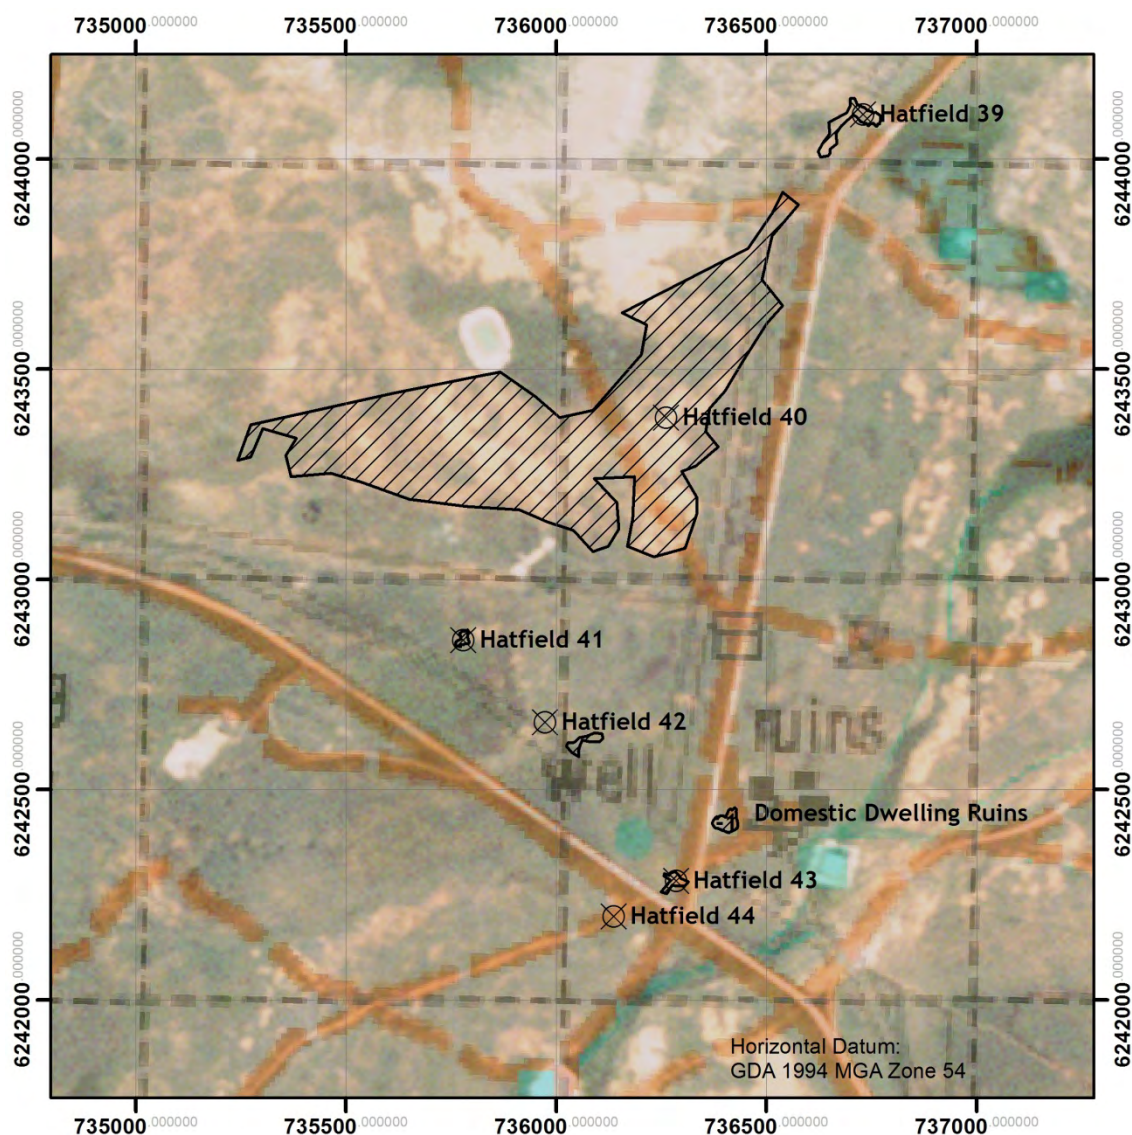 735000.000000 735500.000000 736000.000000 736500.000000 737000.000000
6244000.000000
6243500.000000
6243000.000000
6242500.000000
6242000.000000
Hatfield 39
Hatfield 40
Hatfield 41
Hatfield 42
ruins
well
Domestic Dwelling Ruins
Hatfield 43
Hatfield 44
Horizontal Datum:
GDA 1994 MGA Zone 54
6244000.000000
6243500.000000
6243000.000000
6242500.000000
6242000.000000
735000.000000 735500.000000 736000.000000 736500.000000 737000.000000